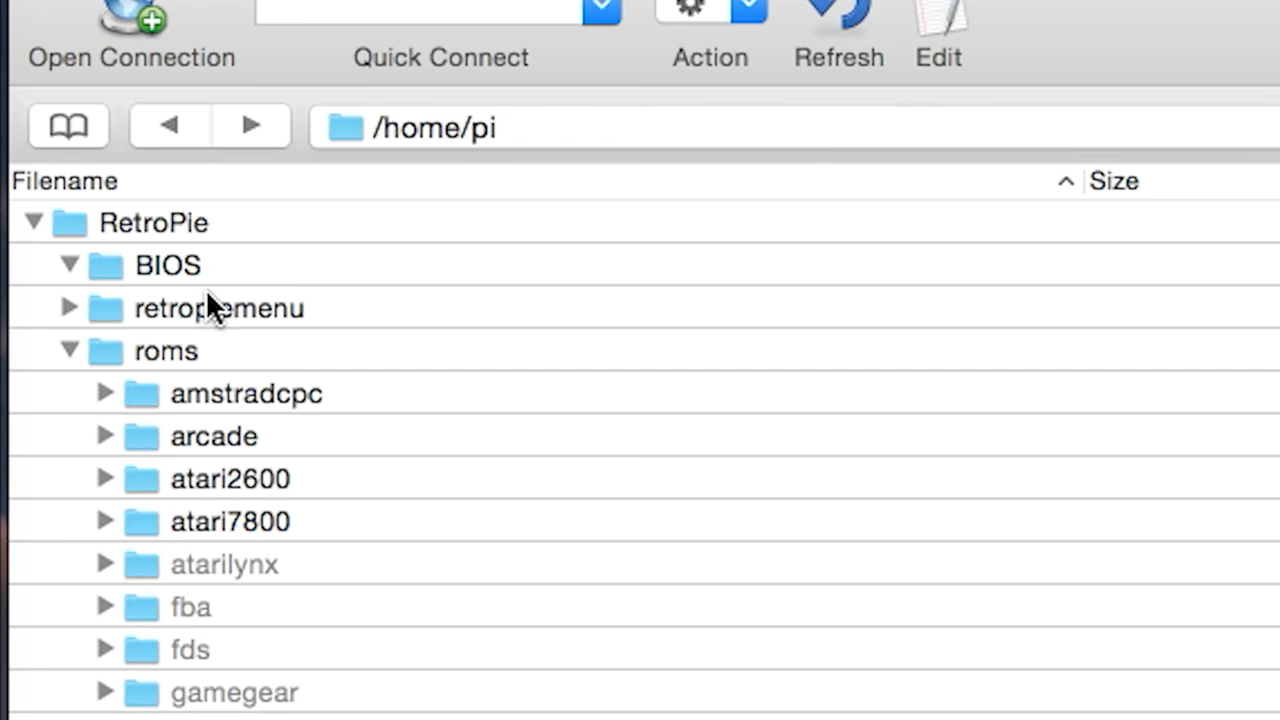 Open Connection Quick Connect Action Refresh Edit
/home/pi
Filename Size
RetroPie
BIOS
retropiemenu
roms
amstradcpc
arcade
atari2600
atari7800
atarilynx
fba
fds
gamegear